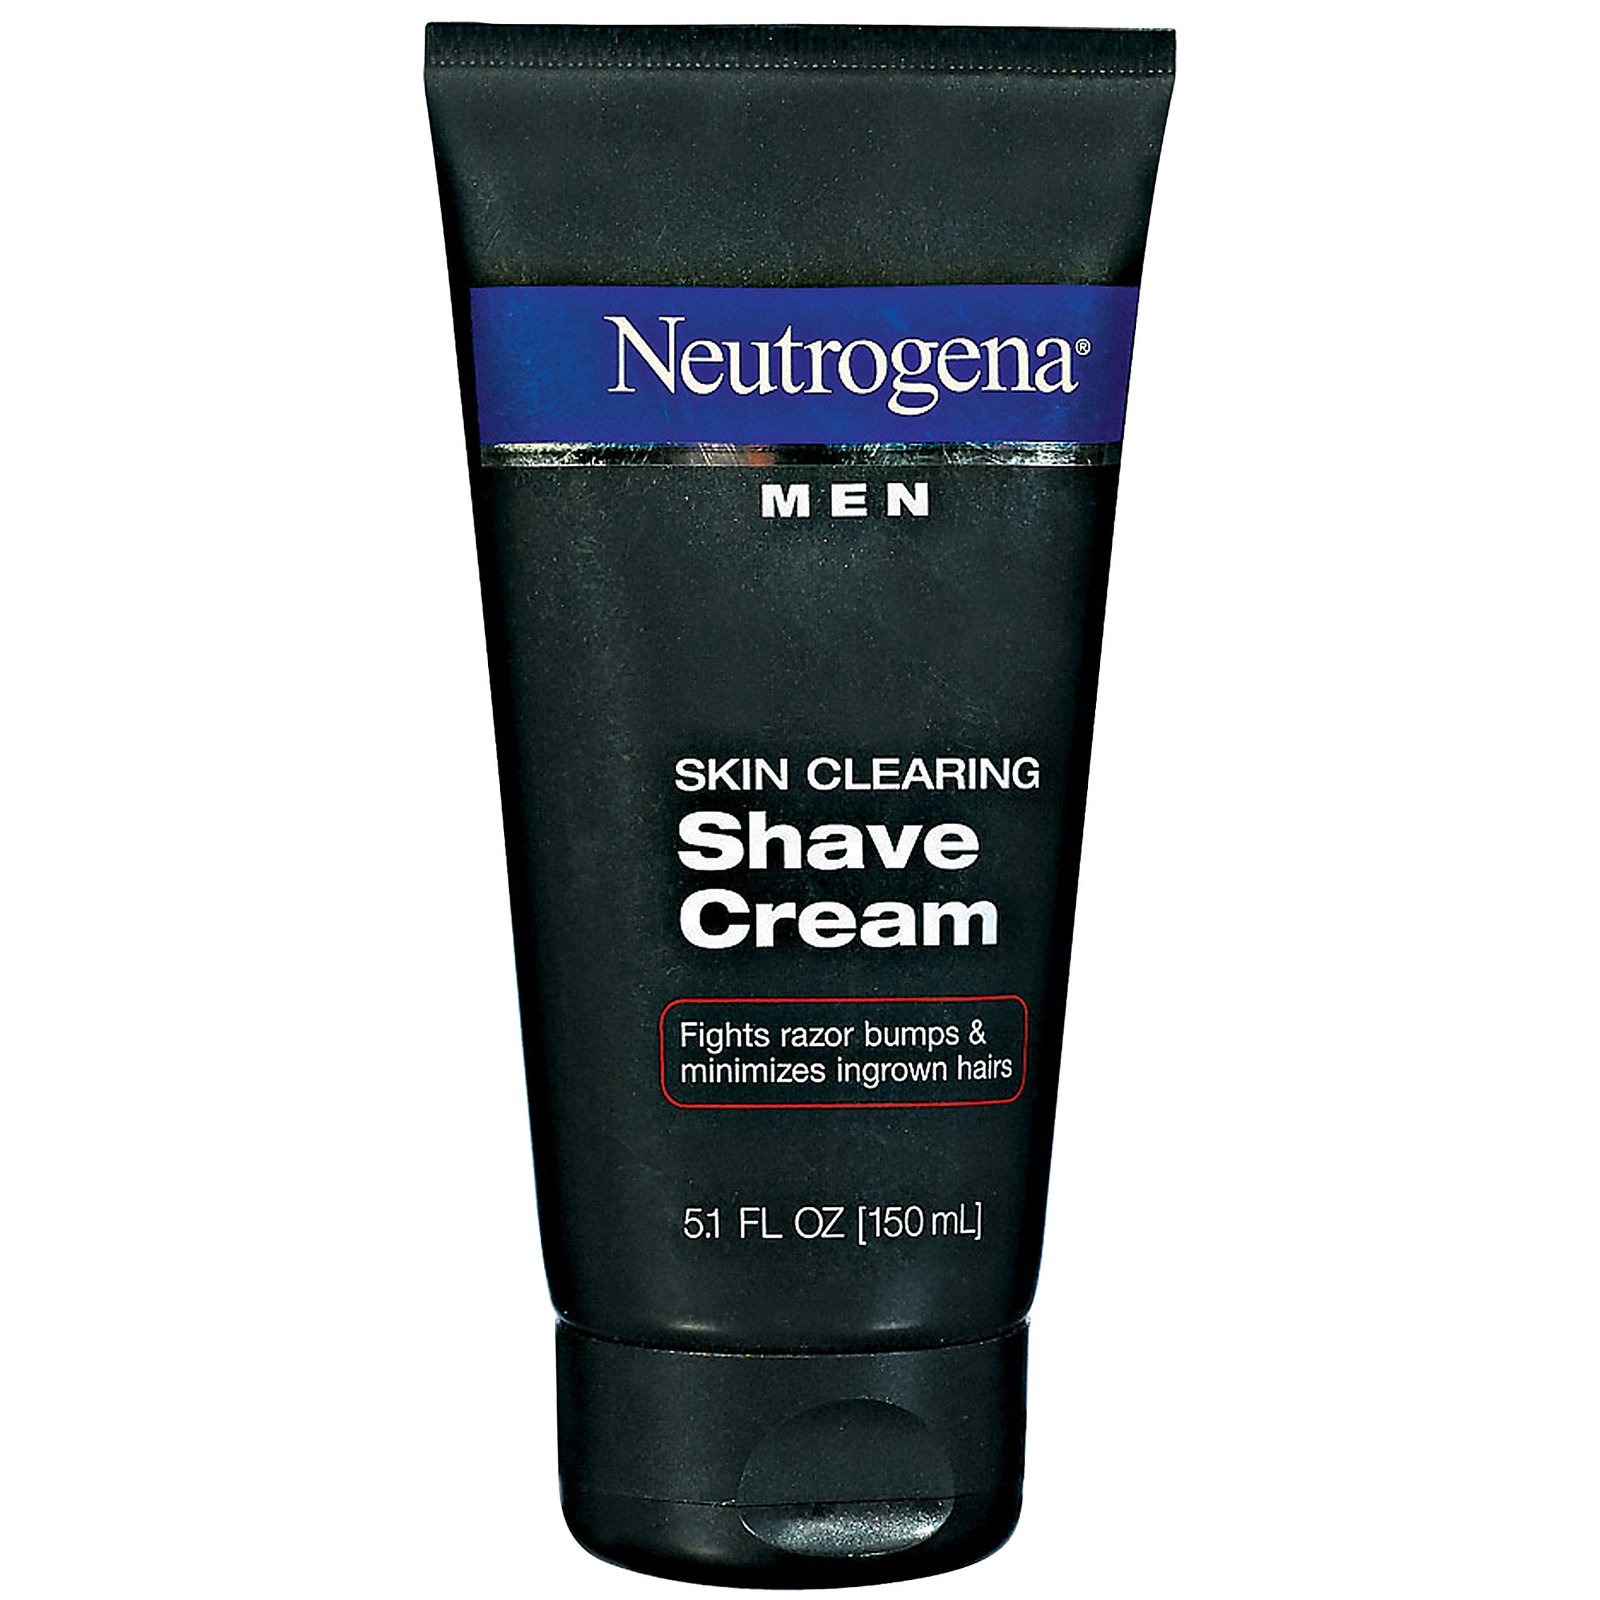 Neutrogena®
MEN
SKIN CLEARING
Shave
Cream
Fights razor bumps &
minimizes ingrown hairs
5.1 FL OZ [150 mL]